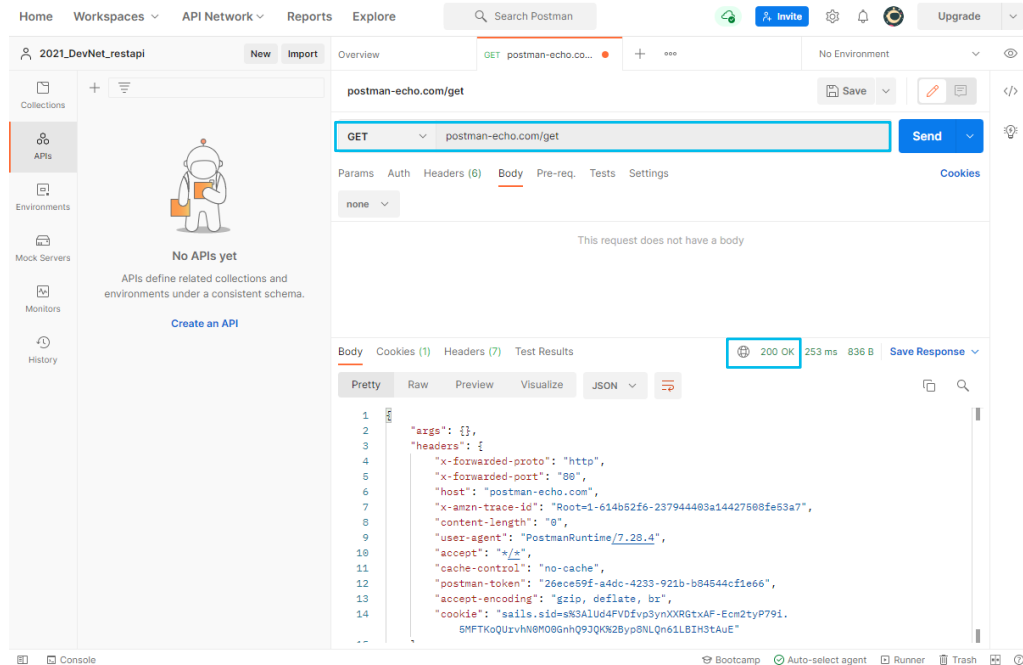 Home Workspaces API Network Reports Explore Search Postman Invite Upgrade
2021_DevNet_restapi New Import Overview GET postman-echo.co... No Environment
Collections
APIs
Environments
Mock Servers
Monitors
History
No APIs yet
APIs define related collections and
environments under a consistent schema.
Create an API
postman-echo.com/get Save
GET postman-echo.com/get Send
Params Auth Headers (6) Body Pre-req. Tests Settings Cookies
none
This request does not have a body
Body Cookies (1) Headers (7) Test Results 200 OK 253 ms 836 B Save Response
Pretty Raw Preview Visualize JSON
1 {
2 "args": {},
3 "headers": {
4 "x-forwarded-proto": "http",
5 "x-forwarded-port": "80",
6 "host": "postman-echo.com",
7 "x-amzn-trace-id": "Root=1-614b52f6-237944403a14427508fe53a7",
8 "content-length": "0",
9 "user-agent": "PostmanRuntime/7.28.4",
10 "accept": "*/*",
11 "cache-control": "no-cache",
12 "postman-token": "26ece59f-a4dc-4233-921b-b84544cf1e66",
13 "accept-encoding": "gzip, deflate, br",
14 "cookie": "sails.sid=s%3AlUd4FVDfvp3ynXXRGtxAF-Ecm2tyP79i.
5MFTKoQUrvhN0MO0GnhQ9JQK%2Byp8NLQn61LBIH3tAuE"
Console Bootcamp Auto-select agent Runner Trash